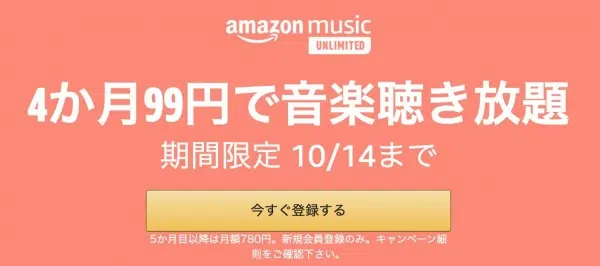 amazon music
UNLIMITED
4か月99円で音楽聴き放題
期間限定 10/14まで
今すぐ登録する
5か月目以降は月額780円。新規会員登録のみ。キャンペーン細
則をご確認下さい。